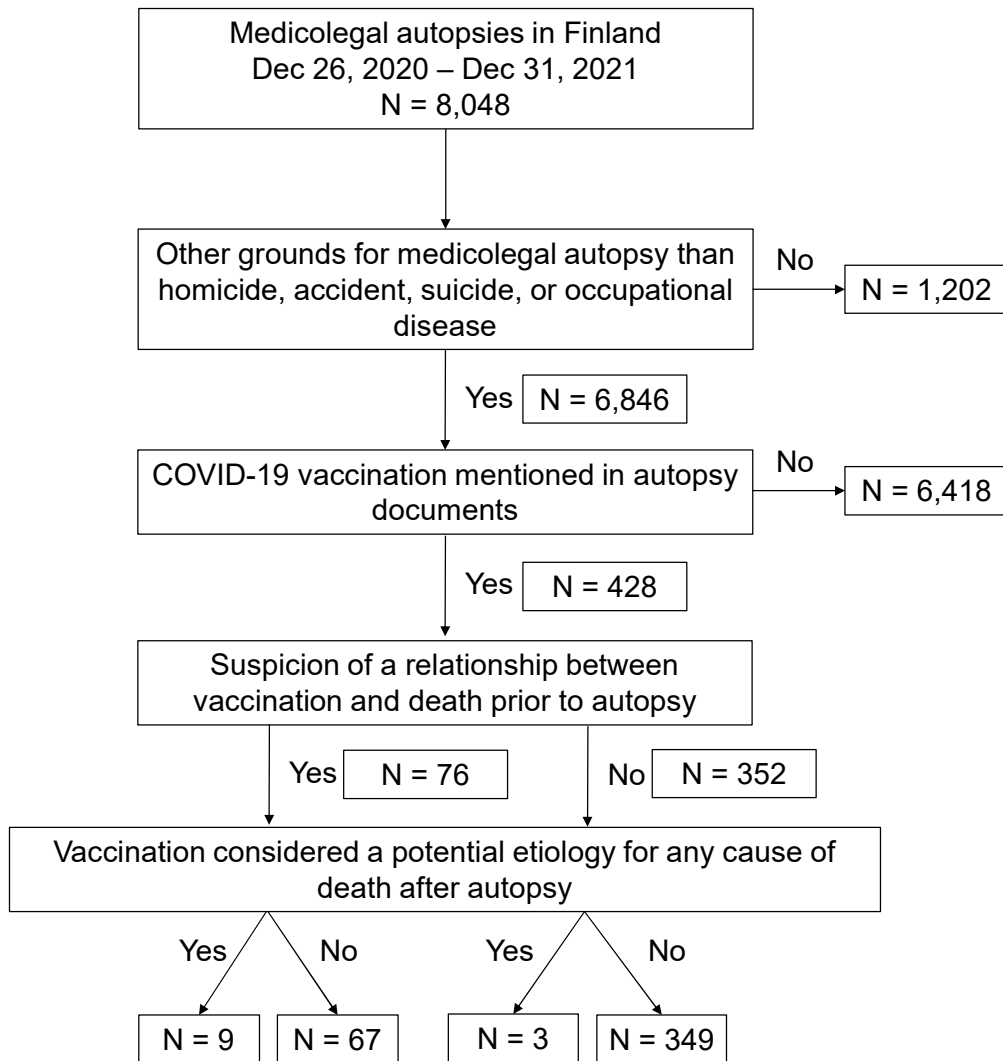 Medicolegal autopsies in Finland
Dec 26, 2020 – Dec 31, 2021
N = 8,048
Other grounds for medicolegal autopsy than
homicide, accident, suicide, or occupational
disease
No
N = 1,202
Yes
N = 6,846
COVID-19 vaccination mentioned in autopsy
documents
No
N = 6,418
Yes
N = 428
Suspicion of a relationship between
vaccination and death prior to autopsy
Yes
N = 76
No
N = 352
Vaccination considered a potential etiology for any cause of
death after autopsy
Yes
No
Yes
No
N = 9
N = 67
N = 3
N = 349